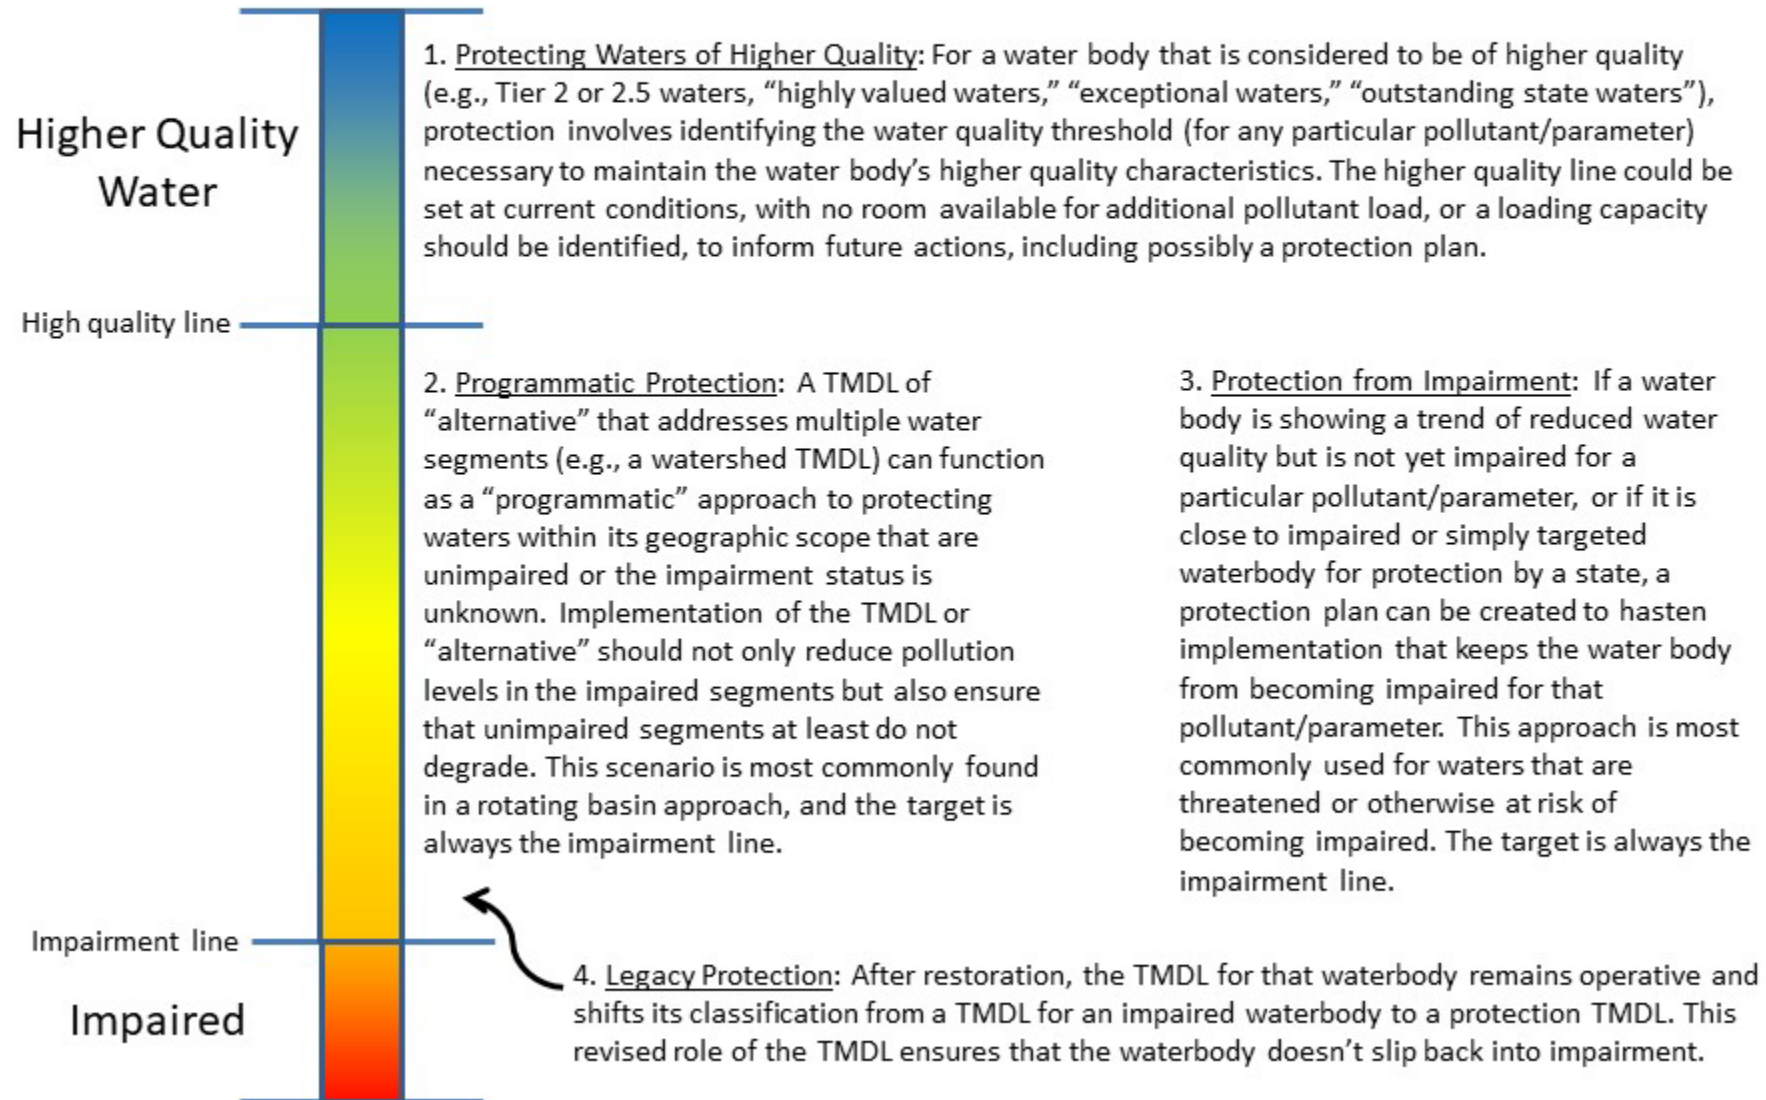 Higher Quality
Water
1. Protecting Waters of Higher Quality: For a water body that is considered to be of higher quality
(e.g., Tier 2 or 2.5 waters, “highly valued waters,” “exceptional waters,” “outstanding state waters”),
protection involves identifying the water quality threshold (for any particular pollutant/parameter)
necessary to maintain the water body’s higher quality characteristics. The higher quality line could be
set at current conditions, with no room available for additional pollutant load, or a loading capacity
should be identified, to inform future actions, including possibly a protection plan.
High quality line
2. Programmatic Protection: A TMDL of
“alternative” that addresses multiple water
segments (e.g., a watershed TMDL) can function
as a “programmatic” approach to protecting
waters within its geographic scope that are
unimpaired or the impairment status is
unknown. Implementation of the TMDL or
“alternative” should not only reduce pollution
levels in the impaired segments but also ensure
that unimpaired segments at least do not
degrade. This scenario is most commonly found
in a rotating basin approach, and the target is
always the impairment line.
3. Protection from Impairment: If a water
body is showing a trend of reduced water
quality but is not yet impaired for a
particular pollutant/parameter, or if it is
close to impaired or simply targeted
waterbody for protection by a state, a
protection plan can be created to hasten
implementation that keeps the water body
from becoming impaired for that
pollutant/parameter. This approach is most
commonly used for waters that are
threatened or otherwise at risk of
becoming impaired. The target is always the
impairment line.
Impairment line
Impaired
4. Legacy Protection: After restoration, the TMDL for that waterbody remains operative and
shifts its classification from a TMDL for an impaired waterbody to a protection TMDL. This
revised role of the TMDL ensures that the waterbody doesn’t slip back into impairment.